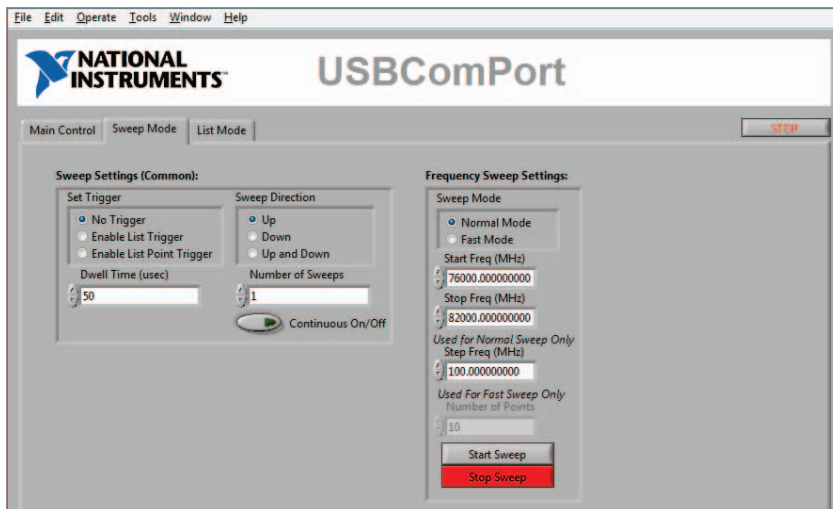 File Edit Operate Tools Window Help
NATIONAL
INSTRUMENTS™
USBComPort
Main Control Sweep Mode List Mode
STOP
Sweep Settings (Common):
Set Trigger
No Trigger
Enable List Trigger
Enable List Point Trigger
Dwell Time (usec)
50
Sweep Direction
Up
Down
Up and Down
Number of Sweeps
1
Continuous On/Off
Frequency Sweep Settings:
Sweep Mode
Normal Mode
Fast Mode
Start Freq (MHz)
76000.000000000
Stop Freq (MHz)
82000.000000000
Used for Normal Sweep Only
Step Freq (MHz)
100.000000000
Used For Fast Sweep Only
Number of Points
10
Start Sweep
Stop Sweep